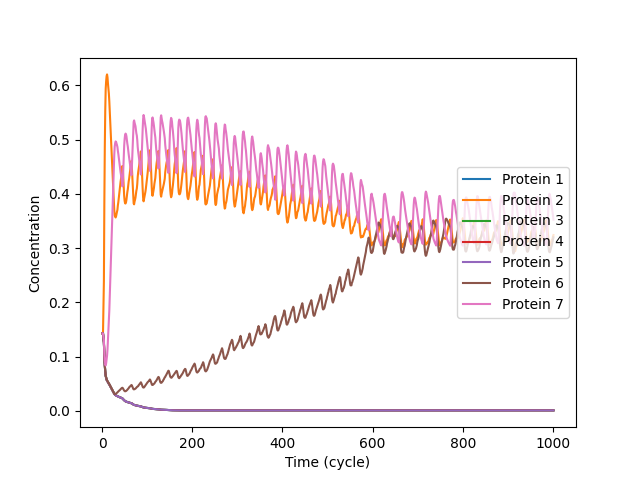 0.6
0.5
0.4
0.3
0.2
0.1
0.0
Concentration
0
200
400
600
800
1000
Time (cycle)
Protein 1
Protein 2
Protein 3
Protein 4
Protein 5
Protein 6
Protein 7